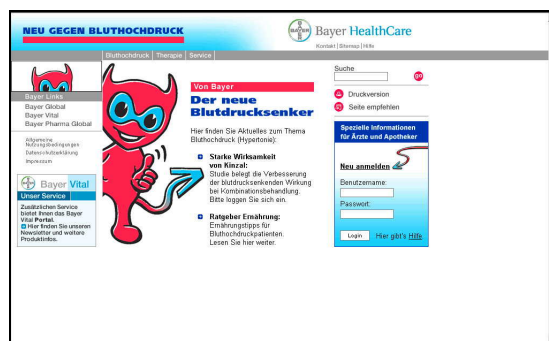 NEU GEGEN BLUTHOCHDRUCK
BAYER
Bayer HealthCare
Kontakt | Sitemap | Hilfe
Bluthochdruck | Therapie | Service
Bayer Links
Bayer Global
Bayer Vital
Bayer Pharma Global
Allgemeine
Nutzungsbedingungen
Datenschutzerklärung
Impressum
Bayer Vital
Unser Service
Zusätzlichen Service
bietet Ihnen das Bayer
Vital Portal.
Hier finden Sie unseren
Newsletter und weitere
Produktinfos.
Von Bayer
Der neue
Blutdrucksenker
Hier finden Sie Aktuelles zum Thema
Bluthochdruck (Hypertonie):
Starke Wirksamkeit
von Kinzal:
Studie belegt die Verbesserung
der blutdrucksenkenden Wirkung
bei Kombinationsbehandlung.
Bitte loggen Sie sich ein.
Ratgeber Ernährung:
Ernährungstipps für
Bluthochdruckpatienten.
Lesen Sie hier weiter.
Suche
go
Druckversion
Seite empfehlen
Spezielle Informationen
für Ärzte und Apotheker
Neu anmelden
Benutzername:
Passwort:
Login
Hier gibt's Hilfe.